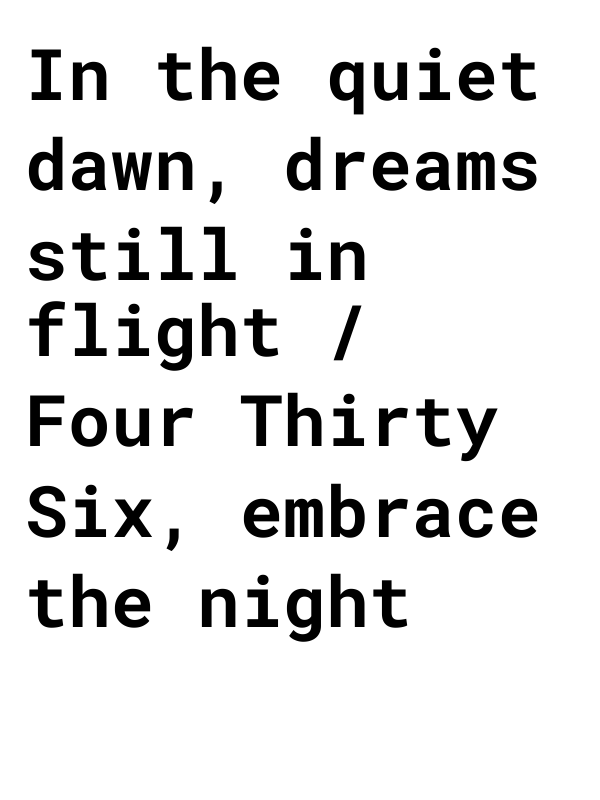 In the quiet
dawn, dreams
still in
flight /
Four Thirty
Six, embrace
the night